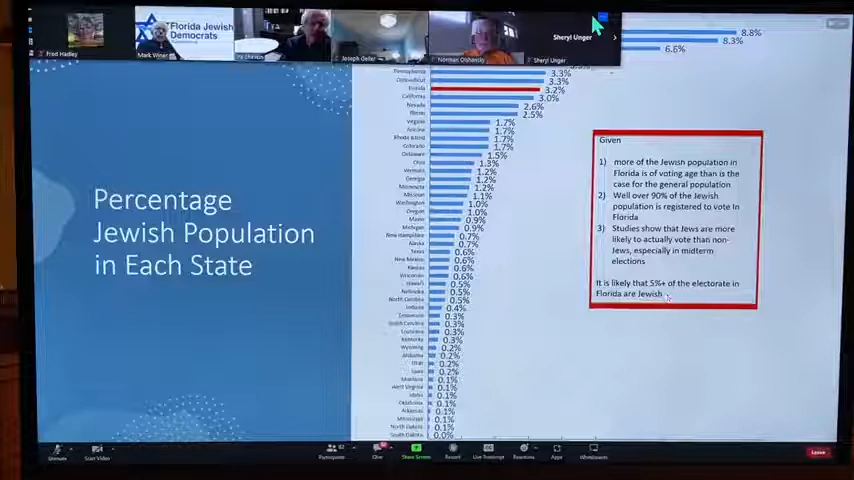 Fred Hadley
Florida Jewish
Democrats
Mark Winer
Joseph Geller
Norman Olshansky
Sheryl Unger
Sheryl Unger
8.8%
8.3%
6.6%
Percentage
Jewish Population
in Each State
Pennsylvania 3.3%
Connecticut 3.3%
Florida 3.2%
California 3.0%
Nevada 2.6%
Illinois 2.5%
Virginia 1.7%
Arizona 1.7%
Rhode Island 1.7%
Colorado 1.7%
Delaware 1.5%
Ohio 1.3%
Vermont 1.2%
Georgia 1.2%
Minnesota 1.2%
Missouri 1.1%
Washington 1.0%
Oregon 1.0%
Maine 0.9%
Michigan 0.9%
New Hampshire 0.7%
Alaska 0.7%
Texas 0.6%
New Mexico 0.6%
Kansas 0.6%
Wisconsin 0.6%
Hawai'i 0.5%
Nebraska 0.5%
North Carolina 0.5%
Indiana 0.4%
Tennessee 0.3%
South Carolina 0.3%
Louisiana 0.3%
Kentucky 0.3%
Wyoming 0.2%
Alabama 0.2%
Utah 0.2%
Iowa 0.2%
Montana 0.1%
West Virginia 0.1%
Idaho 0.1%
Oklahoma 0.1%
Arkansas 0.1%
Mississippi 0.1%
North Dakota 0.1%
South Dakota 0.0%
Given
1) more of the Jewish population in
Florida is of voting age than is the
case for the general population
2) Well over 90% of the Jewish
population is registered to vote in
Florida
3) Studies show that Jews are more
likely to actually vote than non-
Jews, especially in midterm
elections
It is likely that 5%+ of the electorate in
Florida are Jewish
Unmute
Start Video
Participants
Chat
Share Screen
Record
Live Transcript
Reactions
Apps
Whiteboards
Leave